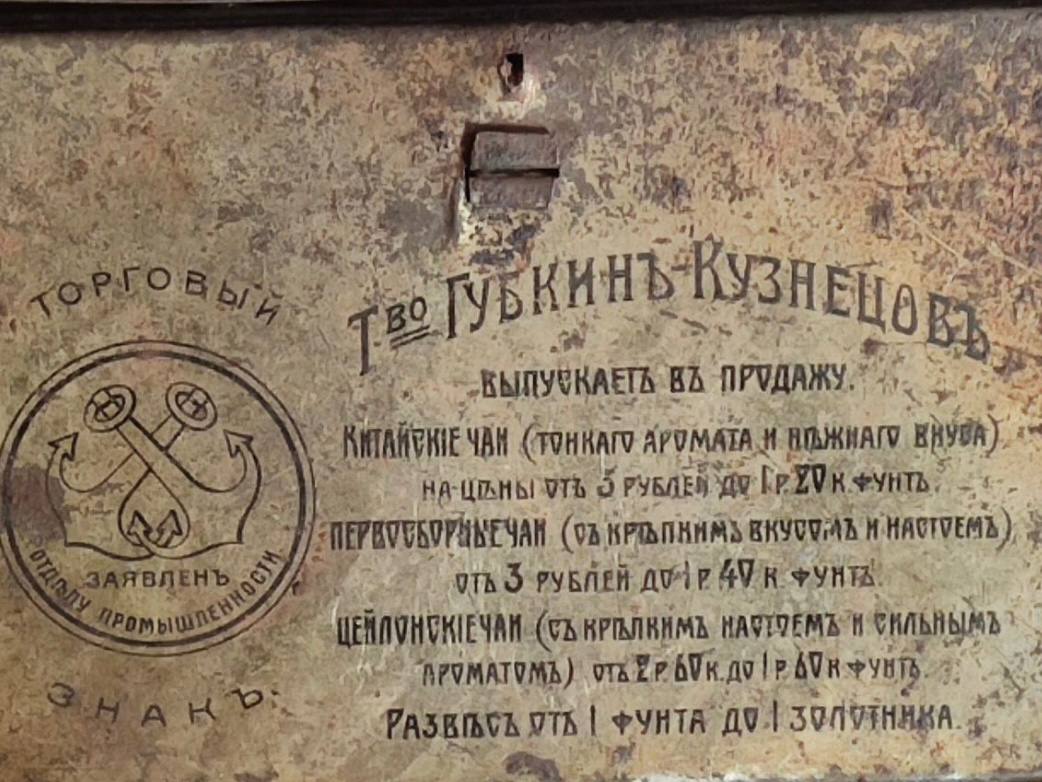 ТОРГОВЫЙ
ЗАЯВЛЕНЪ
ОТДѢЛУ ПРОМЫШЛЕННОСТИ
ЗНАКЪ.
Т.ВО ГУБКИНЪ-КУЗНЕЦОВЪ
ВЫПУСКАЕТЪ ВЪ ПРОДАЖУ.
КИТАЙСКІЕ ЧАИ (ТОНКАГО АРОМАТА И НѢЖНАГО ВКУСА)
НА ЦѢНЫ ОТЪ 3 РУБЛЕЙ ДО 1 Р. 20 К ФУНТЪ.
ПЕРВОСБОРНЫЕ ЧАИ (СЪ КРѢПКИМЪ ВКУСОМЪ И НАСТОЕМЪ)
ОТЪ 3 РУБЛЕЙ ДО 1 Р. 40 К ФУНТЪ.
ЦЕЙЛОНСКІЕ ЧАИ (СЪ КРѢПКИМЪ НАСТОЕМЪ И СИЛЬНЫМЪ
АРОМАТОМЪ) ОТЪ 2 Р. 60 К. ДО 1 Р. 60 К ФУНТЪ.
РАЗВѢСЪ ОТЪ 1 ФУНТА ДО 1 ЗОЛОТНИКА.